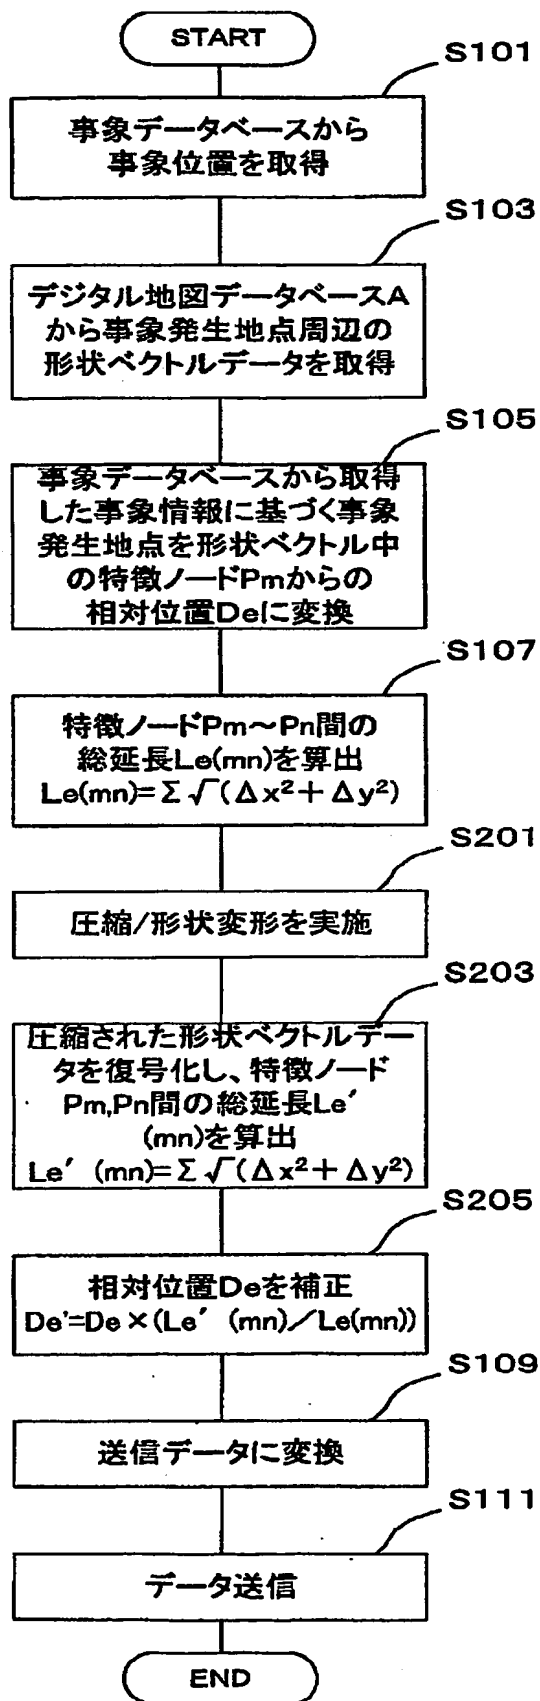 START
S101
事象データベースから
事象位置を取得
S103
デジタル地図データベースA
から事象発生地点周辺の
形状ベクトルデータを取得
S105
事象データベースから取得
した事象情報に基づく事象
発生地点を形状ベクトル中
の特徴ノードPmからの
相対位置Deに変換
S107
特徴ノードPm～Pn間の
総延長Le(mn)を算出
Le(mn)=Σ√(Δx²+Δy²)
S201
圧縮/形状変形を実施
S203
圧縮された形状ベクトルデー
タを復号化し、特徴ノード
Pm,Pn間の総延長Le′
(mn)を算出
Le′ (mn)=Σ√(Δx²+Δy²)
S205
相対位置Deを補正
De'=De×(Le′ (mn)／Le(mn))
S109
送信データに変換
S111
データ送信
END